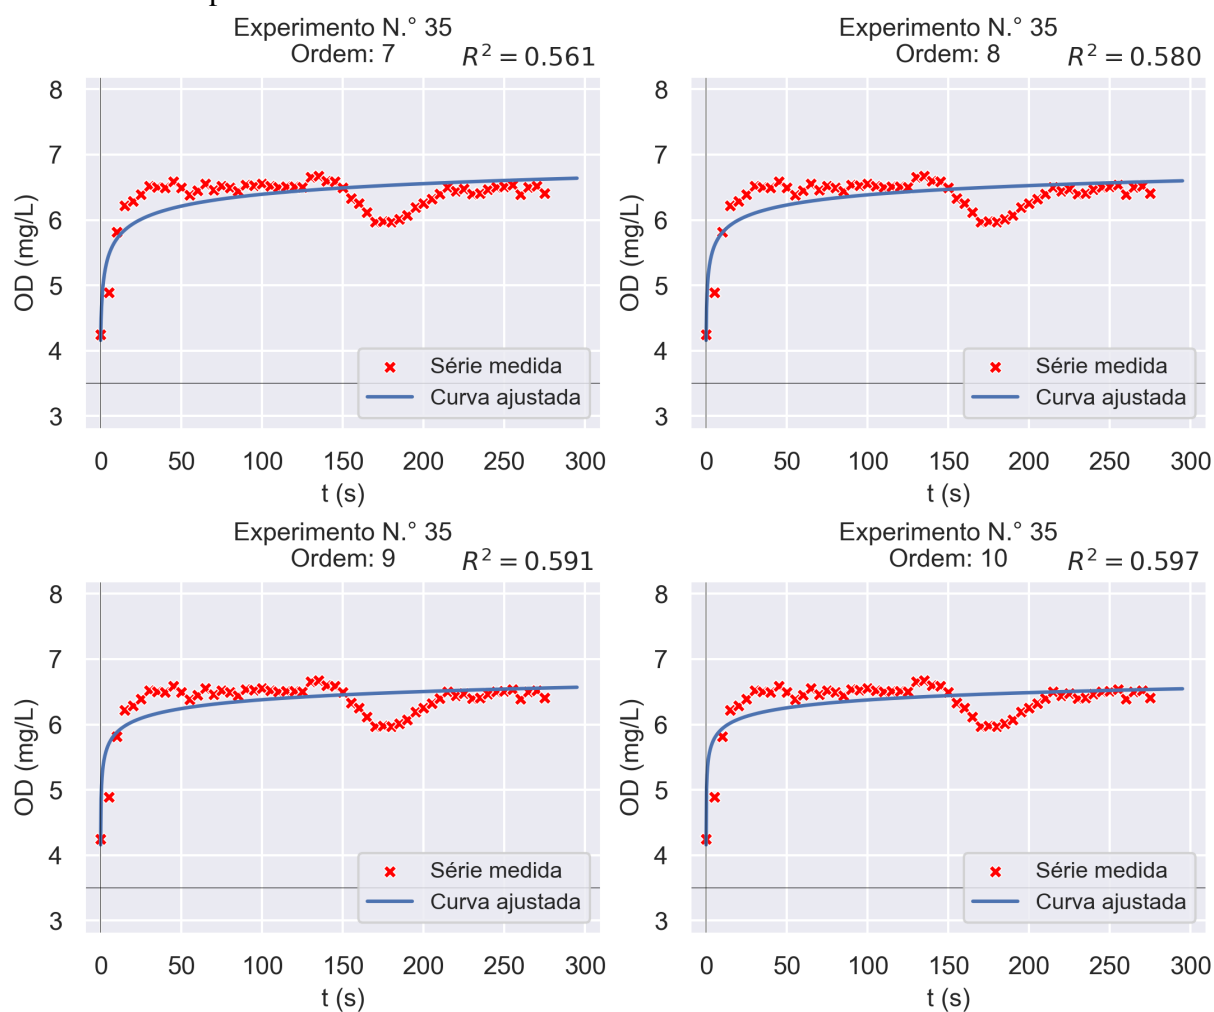 Experimento N.° 35
Ordem: 7
R² = 0.561
OD (mg/L)
8
7
6
5
4
3
Série medida
Curva ajustada
0 50 100 150 200 250 300
t (s)
Experimento N.° 35
Ordem: 8
R² = 0.580
OD (mg/L)
8
7
6
5
4
3
Série medida
Curva ajustada
0 50 100 150 200 250 300
t (s)
Experimento N.° 35
Ordem: 9
R² = 0.591
OD (mg/L)
8
7
6
5
4
3
Série medida
Curva ajustada
0 50 100 150 200 250 300
t (s)
Experimento N.° 35
Ordem: 10
R² = 0.597
OD (mg/L)
8
7
6
5
4
3
Série medida
Curva ajustada
0 50 100 150 200 250 300
t (s)